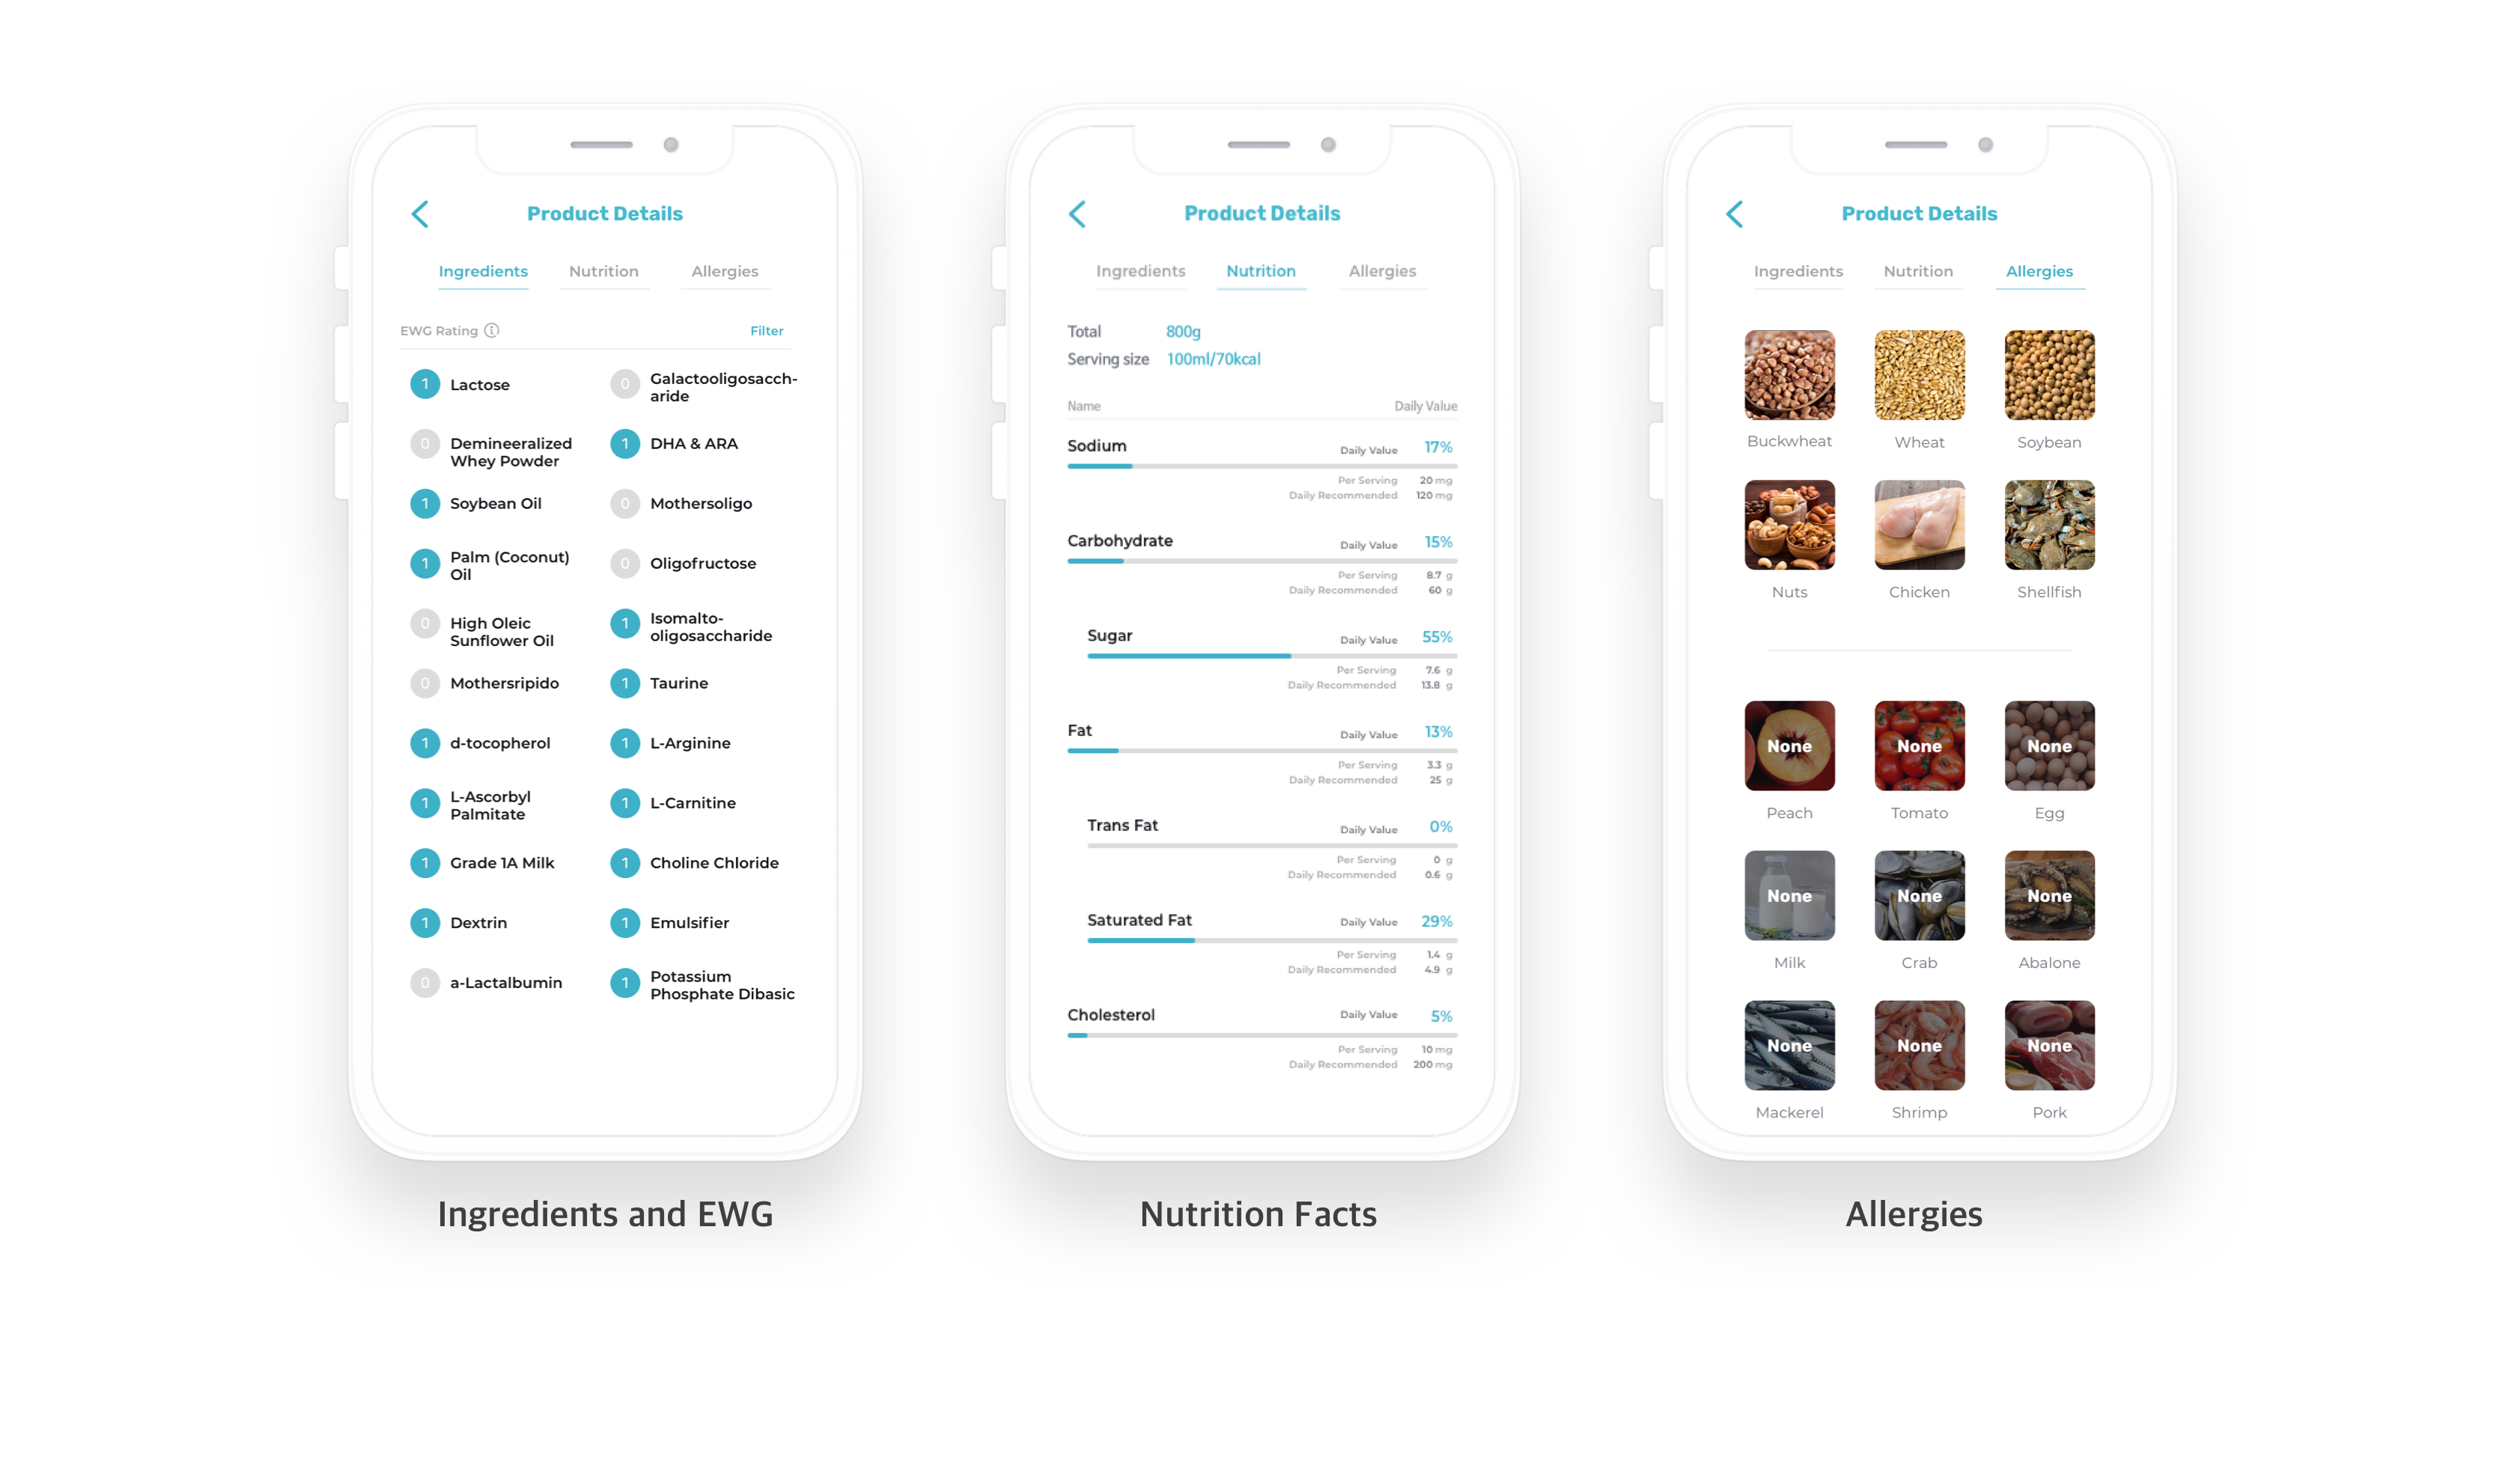 Product Details
Ingredients Nutrition Allergies
EWG Rating i Filter
1 Lactose
0 Galactooligosacch-
aride
0 Demineeralized
Whey Powder
1 DHA & ARA
1 Soybean Oil
0 Mothersoligo
1 Palm (Coconut)
Oil
0 Oligofructose
0 High Oleic
Sunflower Oil
1 Isomalto-
oligosaccharide
0 Mothersripido
1 Taurine
1 d-tocopherol
1 L-Arginine
1 L-Ascorbyl
Palmitate
1 L-Carnitine
1 Grade 1A Milk
1 Choline Chloride
1 Dextrin
1 Emulsifier
0 a-Lactalbumin
1 Potassium
Phosphate Dibasic
Ingredients and EWG
Product Details
Ingredients Nutrition Allergies
Total 800g
Serving size 100ml/70kcal
Name Daily Value
Sodium Daily Value 17%
Per Serving 20 mg
Daily Recommended 120 mg
Carbohydrate Daily Value 15%
Per Serving 8.7 g
Daily Recommended 60 g
Sugar Daily Value 55%
Per Serving 7.6 g
Daily Recommended 13.8 g
Fat Daily Value 13%
Per Serving 3.3 g
Daily Recommended 25 g
Trans Fat Daily Value 0%
Per Serving 0 g
Daily Recommended 0.6 g
Saturated Fat Daily Value 29%
Per Serving 1.4 g
Daily Recommended 4.9 g
Cholesterol Daily Value 5%
Per Serving 10 mg
Daily Recommended 200 mg
Nutrition Facts
Product Details
Ingredients Nutrition Allergies
Buckwheat Wheat Soybean
Nuts Chicken Shellfish
None None None
Peach Tomato Egg
None None None
Milk Crab Abalone
None None None
Mackerel Shrimp Pork
Allergies